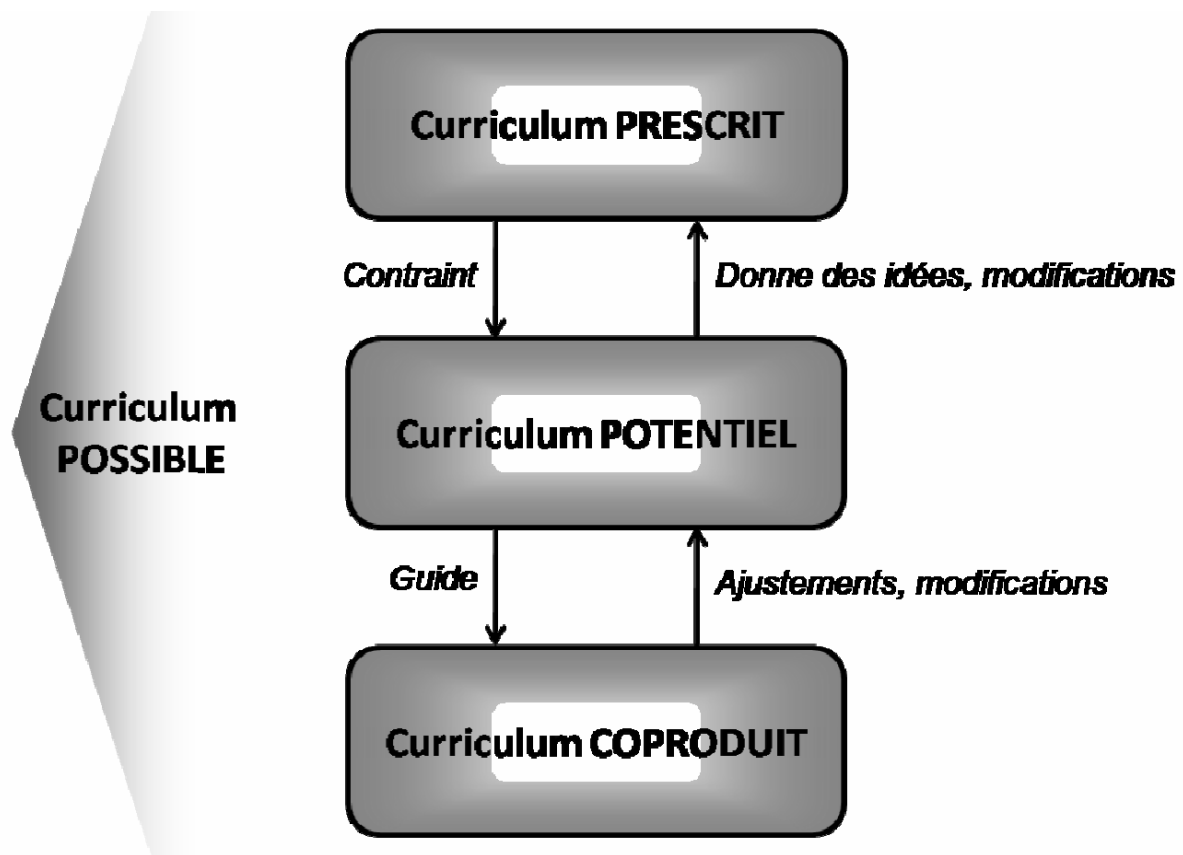 Curriculum PRESCRIT
Contraint
Donne des idées, modifications
Curriculum
POSSIBLE
Curriculum POTENTIEL
Guide
Ajustements, modifications
Curriculum COPRODUIT